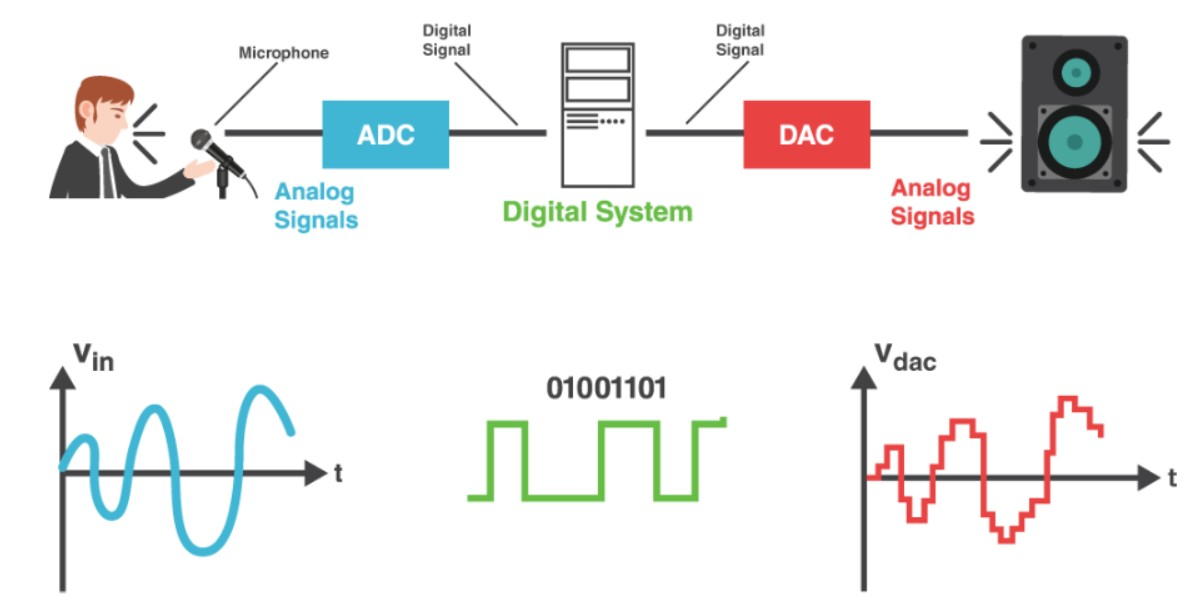 Microphone
Digital
Signal
Digital
Signal
ADC
DAC
Analog
Signals
Digital System
Analog
Signals
Vin
t
01001101
Vdac
t